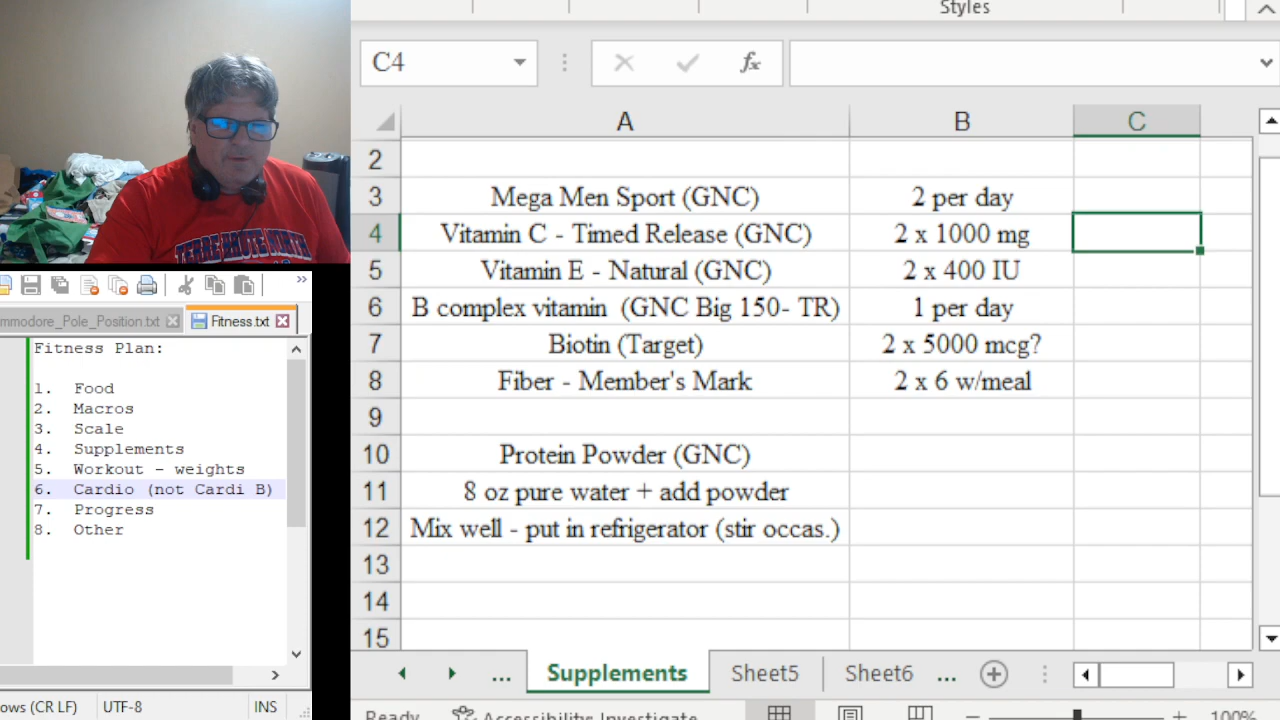 Styles
C4
fx
A B C
2
3 Mega Men Sport (GNC) 2 per day
4 Vitamin C - Timed Release (GNC) 2 x 1000 mg
5 Vitamin E - Natural (GNC) 2 x 400 IU
6 B complex vitamin (GNC Big 150- TR) 1 per day
7 Biotin (Target) 2 x 5000 mcg?
8 Fiber - Member's Mark 2 x 6 w/meal
9
10 Protein Powder (GNC)
11 8 oz pure water + add powder
12 Mix well - put in refrigerator (stir occas.)
13
14
15
... Supplements Sheet5 Sheet6 ...
Ready Accessibility: Investigate 100%
TERRE HAUTE NORTH
»
mmodore_Pole_Position.txt Fitness.txt
Fitness Plan:
1. Food
2. Macros
3. Scale
4. Supplements
5. Workout - weights
6. Cardio (not Cardi B)
7. Progress
8. Other
ows (CR LF) UTF-8 INS